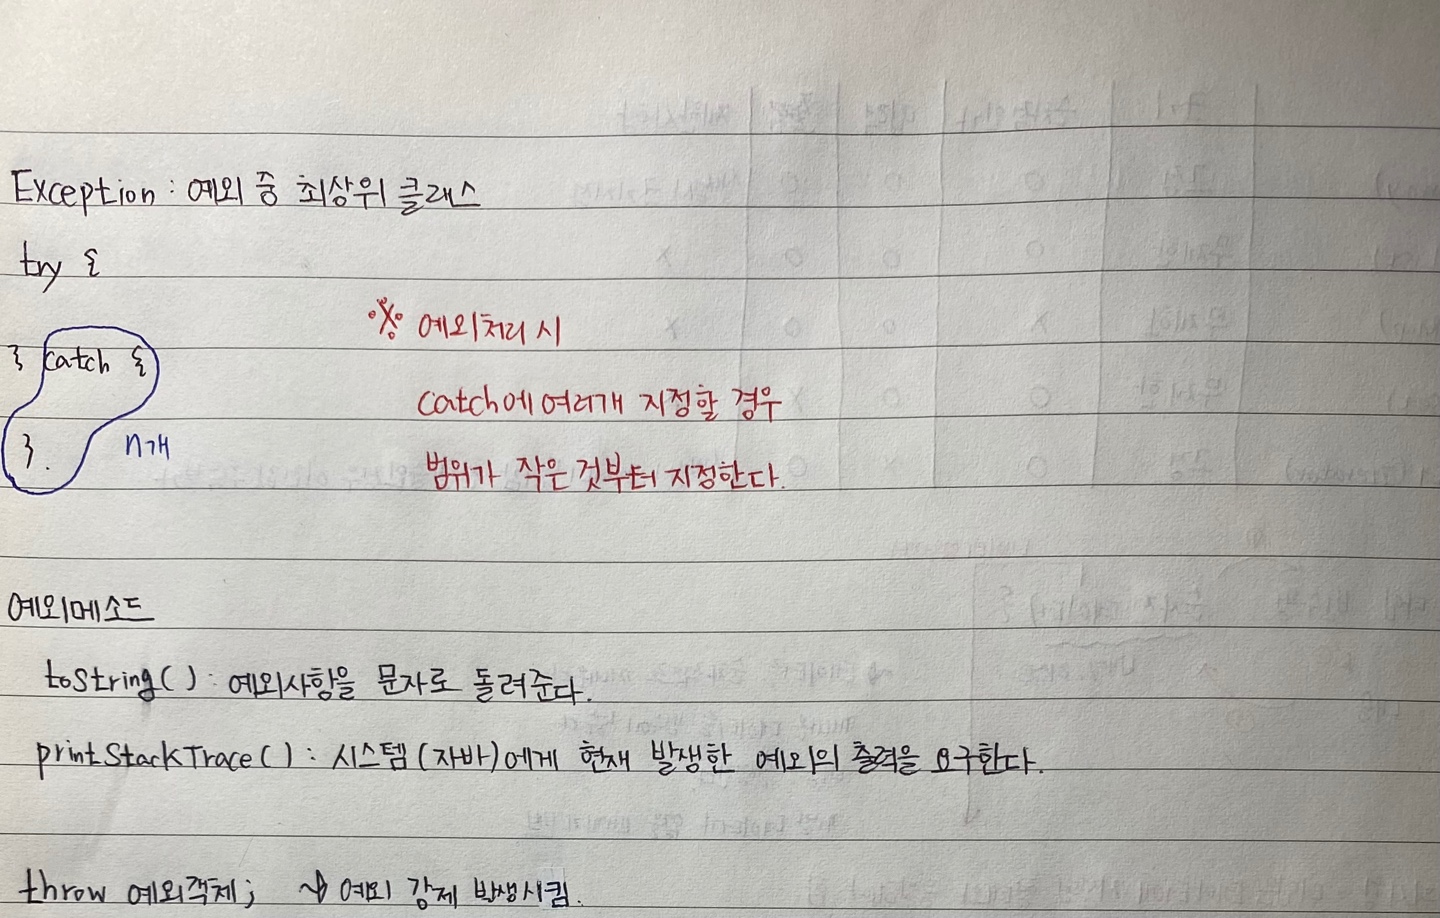 Exception : 예외 중 최상위 클래스
try {
※ 예외처리 시
} catch {
catch에 여러개 지정할 경우
}. n개
범위가 작은 것부터 지정한다.
예외메소드
toString( ) : 예외사항을 문자로 돌려준다.
printStackTrace( ) : 시스템 (자바)에게 현재 발생한 예외의 출력을 요구한다.
throw 예외객체; → 예외 강제 발생시킴.